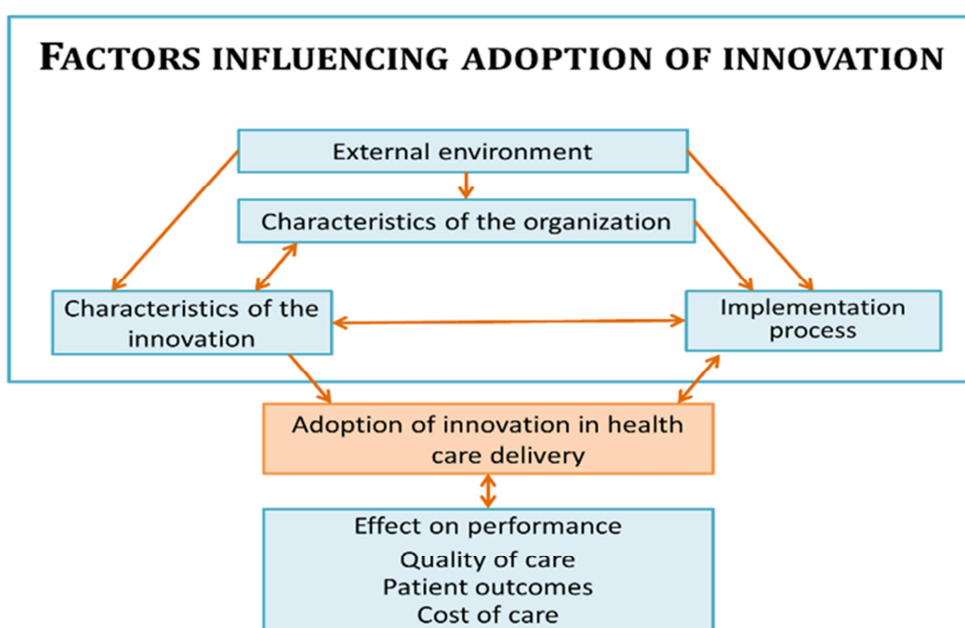 FACTORS INFLUENCING ADOPTION OF INNOVATION
External environment
Characteristics of the organization
Characteristics of the
innovation
Implementation
process
Adoption of innovation in health
care delivery
Effect on performance
Quality of care
Patient outcomes
Cost of care